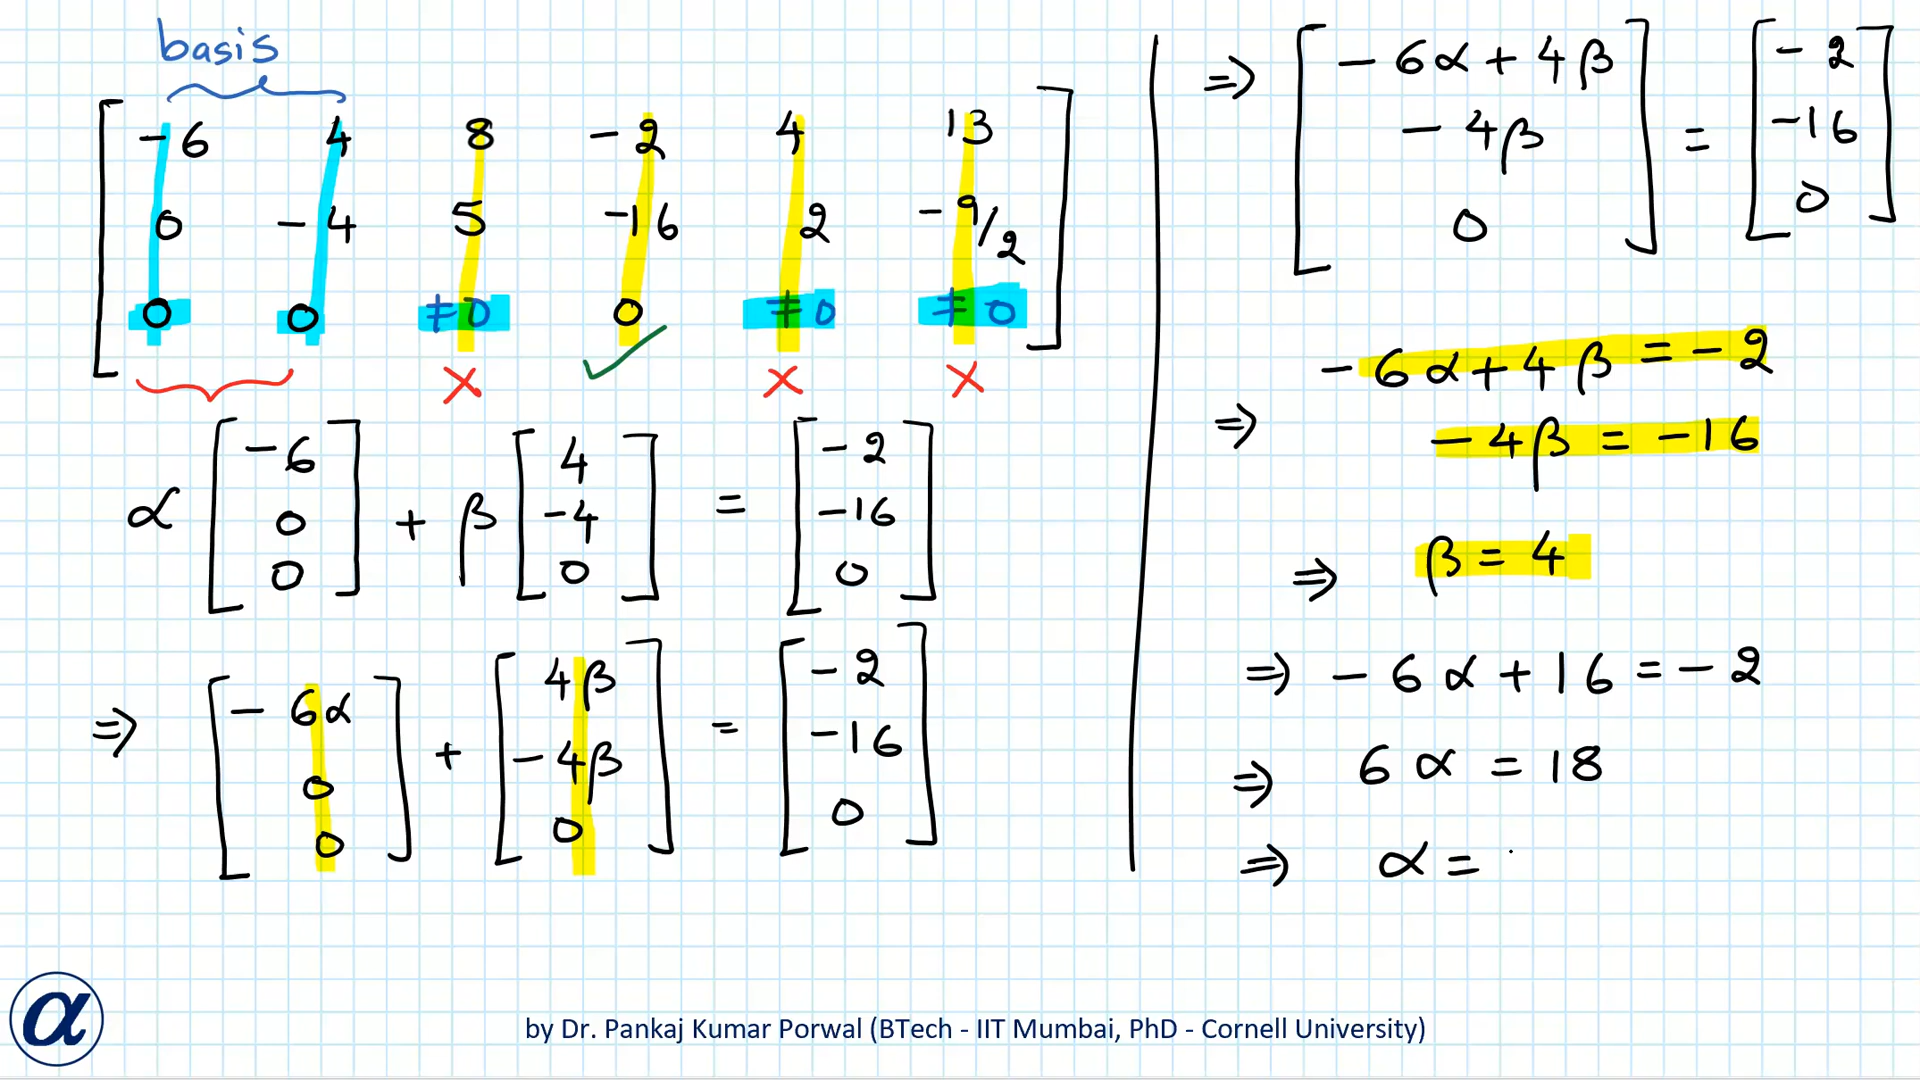 basis
-6 4 8 -2 4 13
0 -4 5 -16 2 -9/2
0 0 ≠0 0 ≠0 ≠0
✓
× × ×
α [-6 0 0] + β [4 -4 0] = [-2 -16 0]
⇒ [-6α 0 0] + [4β -4β 0] = [-2 -16 0]
⇒ [-6α+4β -4β 0] = [-2 -16 0]
-6α+4β = -2
⇒ -4β = -16
⇒ β = 4
⇒ -6α+16 = -2
⇒ 6α = 18
⇒ α =
α
by Dr. Pankaj Kumar Porwal (BTech - IIT Mumbai, PhD - Cornell University)